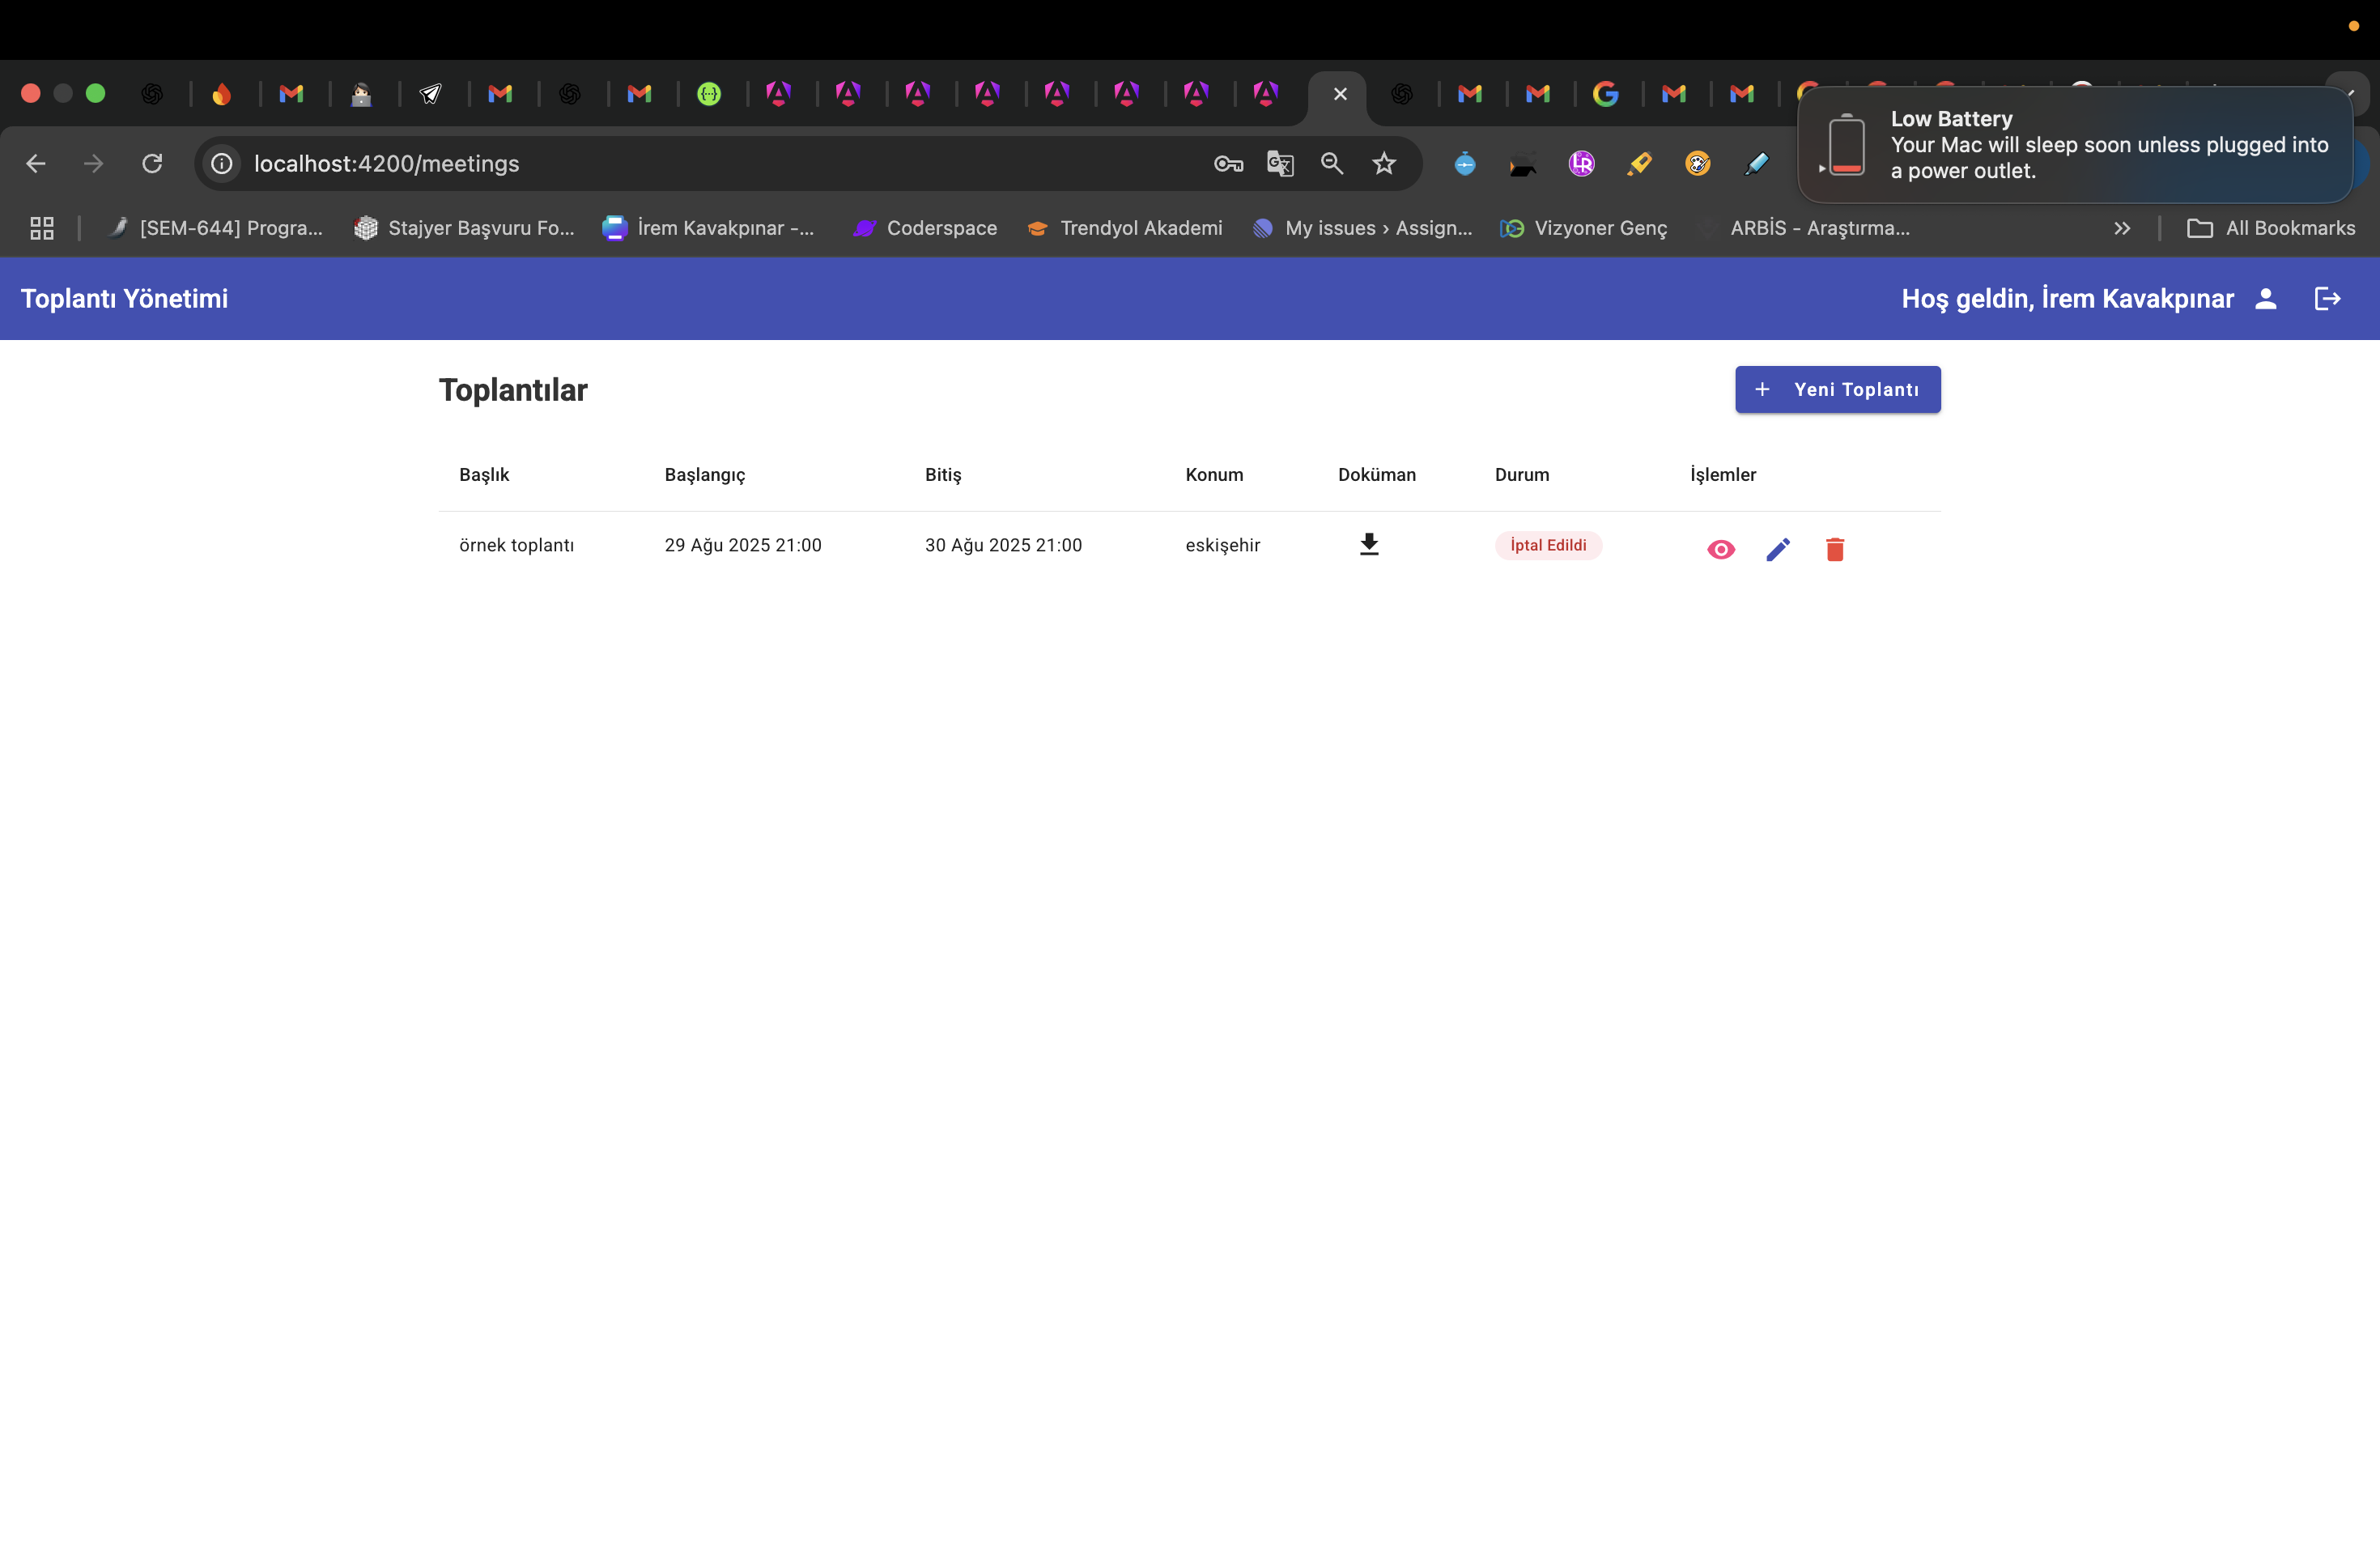 Low Battery
Your Mac will sleep soon unless plugged into
a power outlet.
localhost:4200/meetings
[SEM-644] Progra... Stajyer Başvuru Fo... İrem Kavakpınar -... Coderspace Trendyol Akademi My issues › Assign... Vizyoner Genç ARBİS - Araştırma... All Bookmarks
Toplantı Yönetimi Hoş geldin, İrem Kavakpınar
Toplantılar + Yeni Toplantı
Başlık Başlangıç Bitiş Konum Doküman Durum İşlemler
örnek toplantı 29 Ağu 2025 21:00 30 Ağu 2025 21:00 eskişehir İptal Edildi